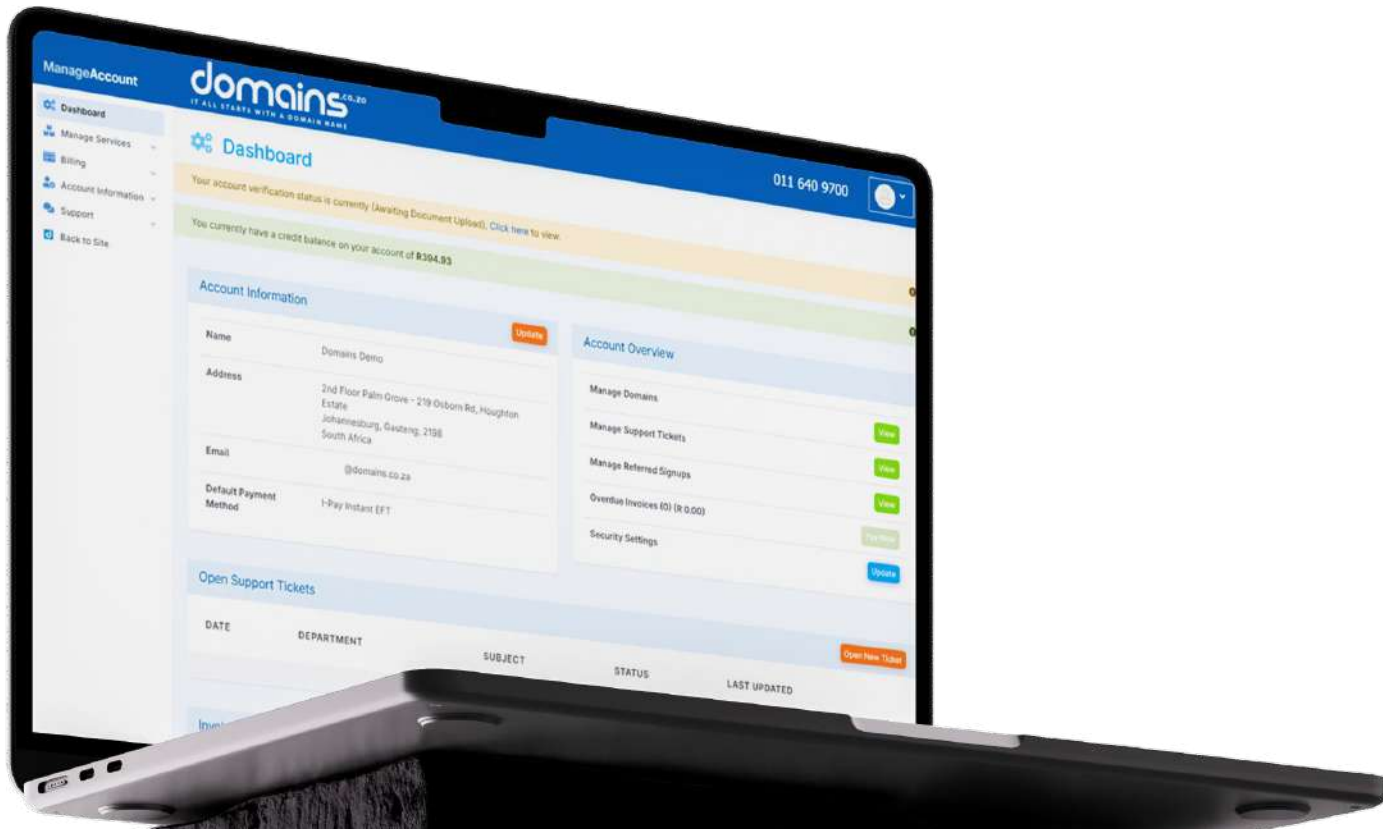 ManageAccount
domains.co.za
IT ALL STARTS WITH A DOMAIN NAME
011 640 9700
Dashboard
Manage Services
Billing
Account Information
Support
Back to Site
Dashboard
Your account verification status is currently (Awaiting Document Upload), Click here to view.
You currently have a credit balance on your account of R394.93
Account Information
Update
Name
Domains Demo
Address
2nd Floor Palm Grove - 219 Osborn Rd, Houghton
Estate
Johannesburg, Gauteng, 2198
South Africa
Email
@domains.co.za
Default Payment
Method
I-Pay Instant EFT
Account Overview
Manage Domains
View
Manage Support Tickets
View
Manage Referred Signups
View
Overdue Invoices (0) (R 0.00)
Pay Now
Security Settings
Update
Open Support Tickets
Open New Ticket
DATE
DEPARTMENT
SUBJECT
STATUS
LAST UPDATED